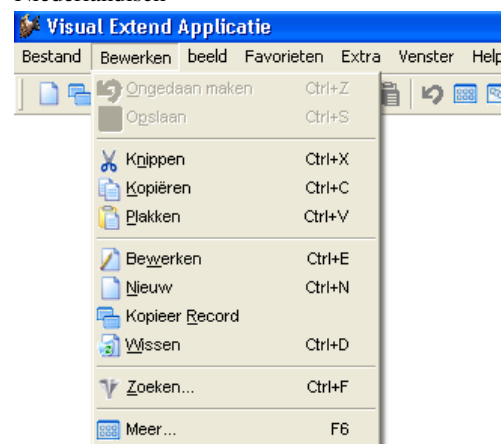 Niederländisch
Visual Extend Applicatie
Bestand Bewerken beeld Favorieten Extra Venster Help
Ongedaan maken Ctrl+Z
Opslaan Ctrl+S
Knippen Ctrl+X
Kopiëren Ctrl+C
Plakken Ctrl+V
Bewerken Ctrl+E
Nieuw Ctrl+N
Kopieer Record
Wissen Ctrl+D
Zoeken... Ctrl+F
Meer... F6